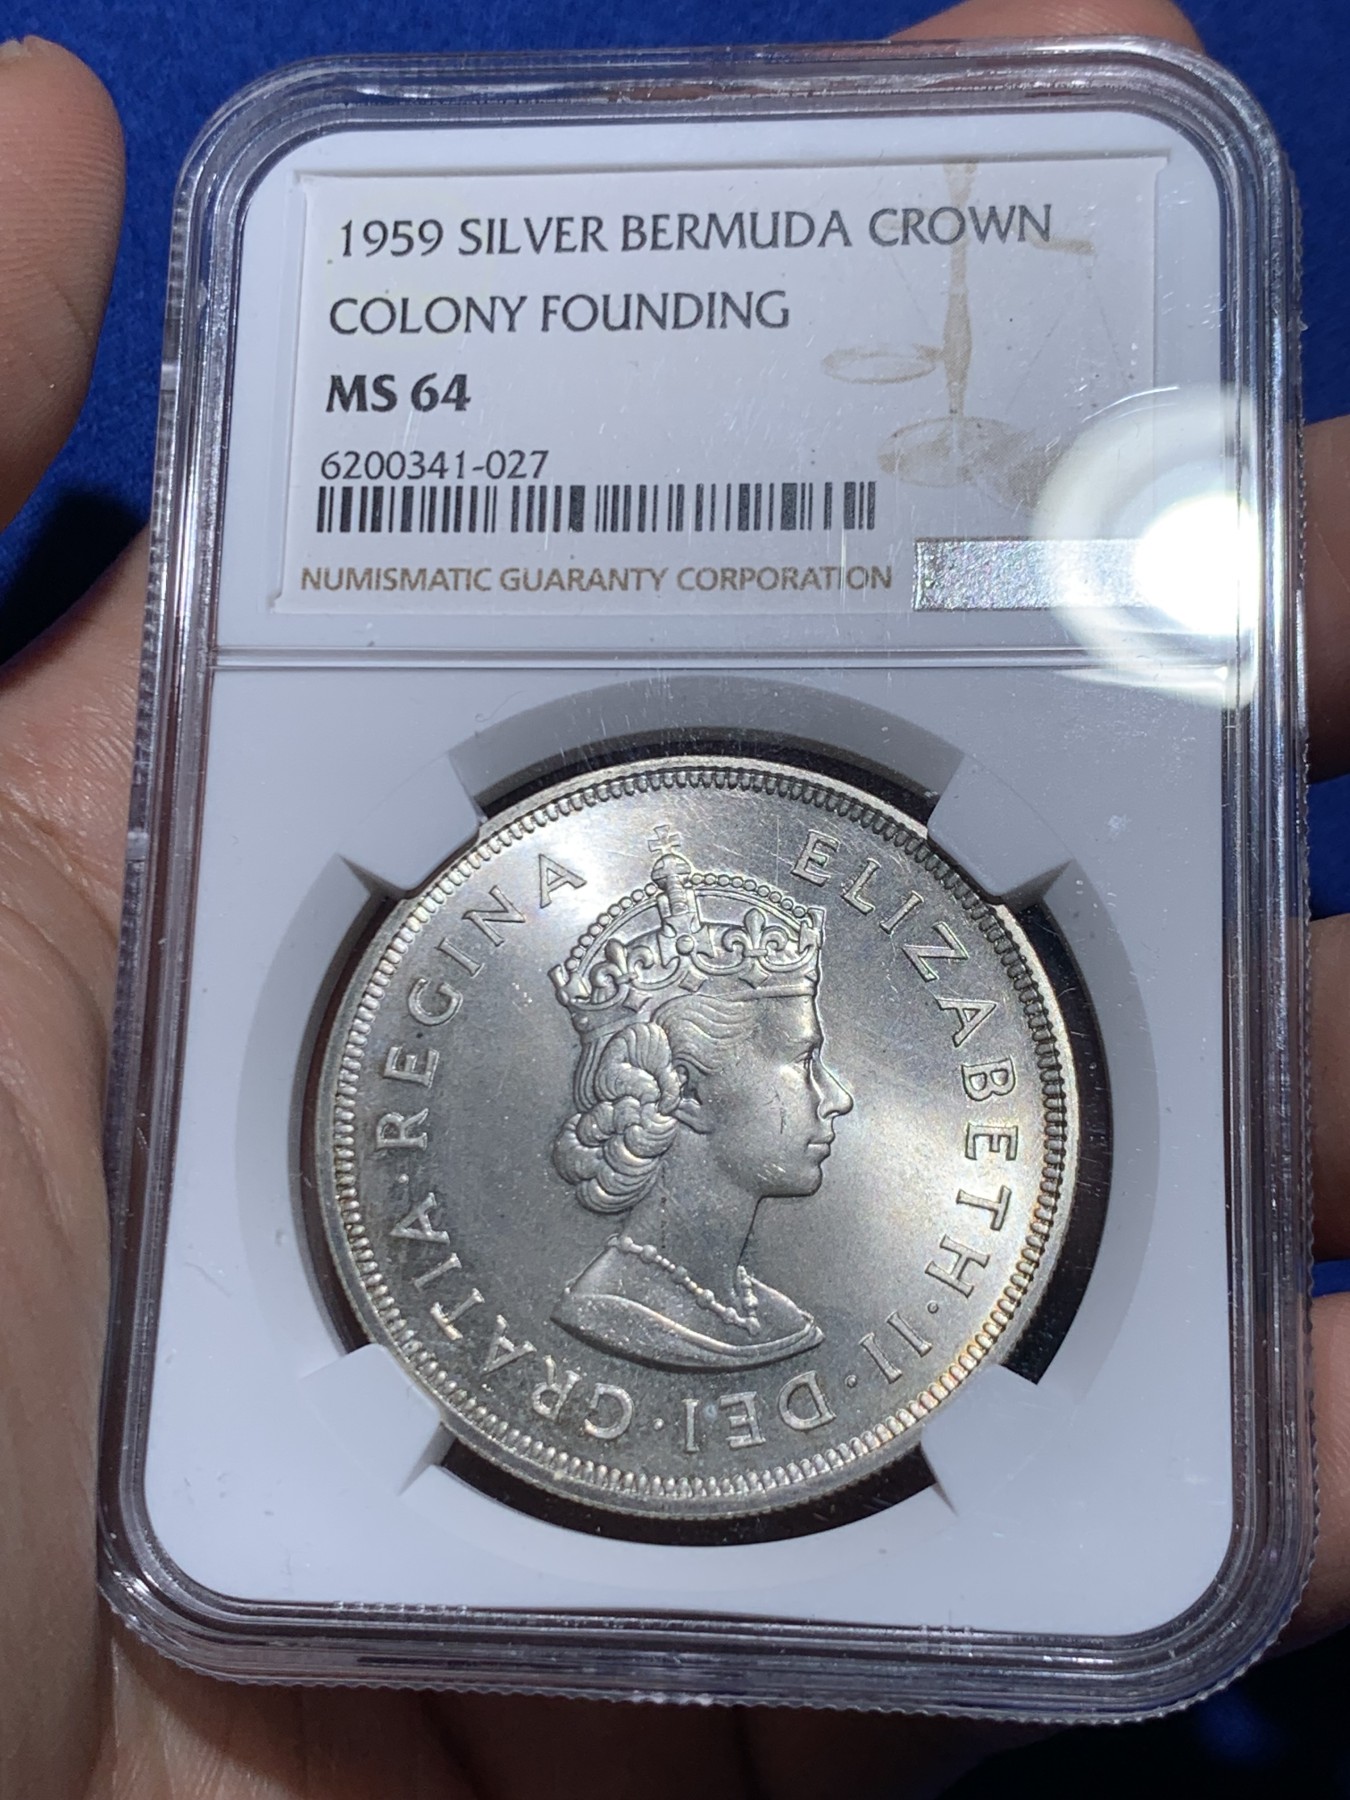 1959 SILVER BERMUDA CROWN
COLONY FOUNDING
MS 64
6200341-027
NUMISMATIC GUARANTY CORPORATION
ELIZABETH·II·DEI·GRATIA·REGINA